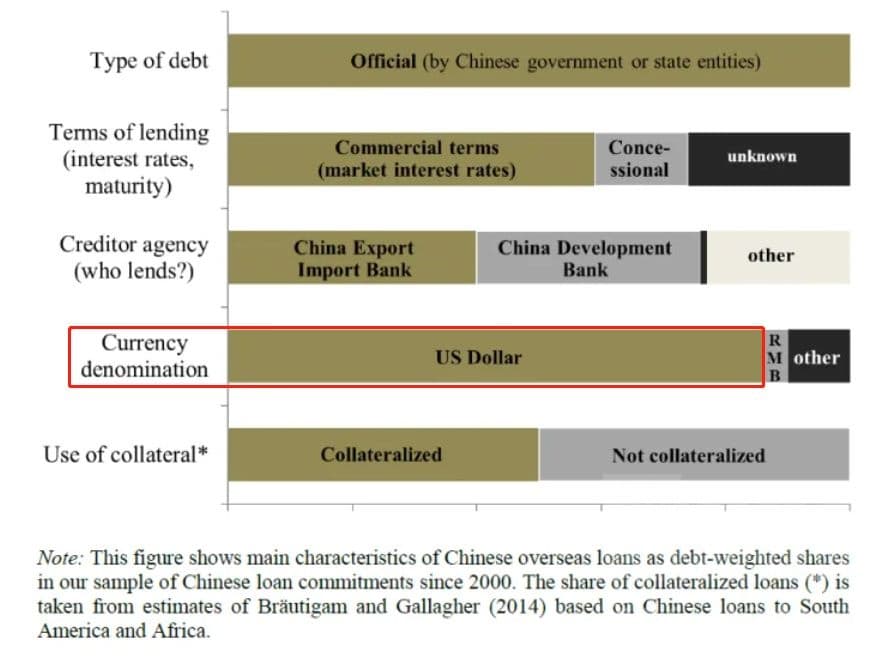 Type of debt
Official (by Chinese government or state entities)
Terms of lending
(interest rates,
maturity)
Commercial terms
(market interest rates)
Conce-
ssional
unknown
Creditor agency
(who lends?)
China Export
Import Bank
China Development
Bank
other
Currency
denomination
US Dollar
R
M
B
other
Use of collateral*
Collateralized
Not collateralized
Note: This figure shows main characteristics of Chinese overseas loans as debt-weighted shares
in our sample of Chinese loan commitments since 2000. The share of collateralized loans (*) is
taken from estimates of Bräutigam and Gallagher (2014) based on Chinese loans to South
America and Africa.